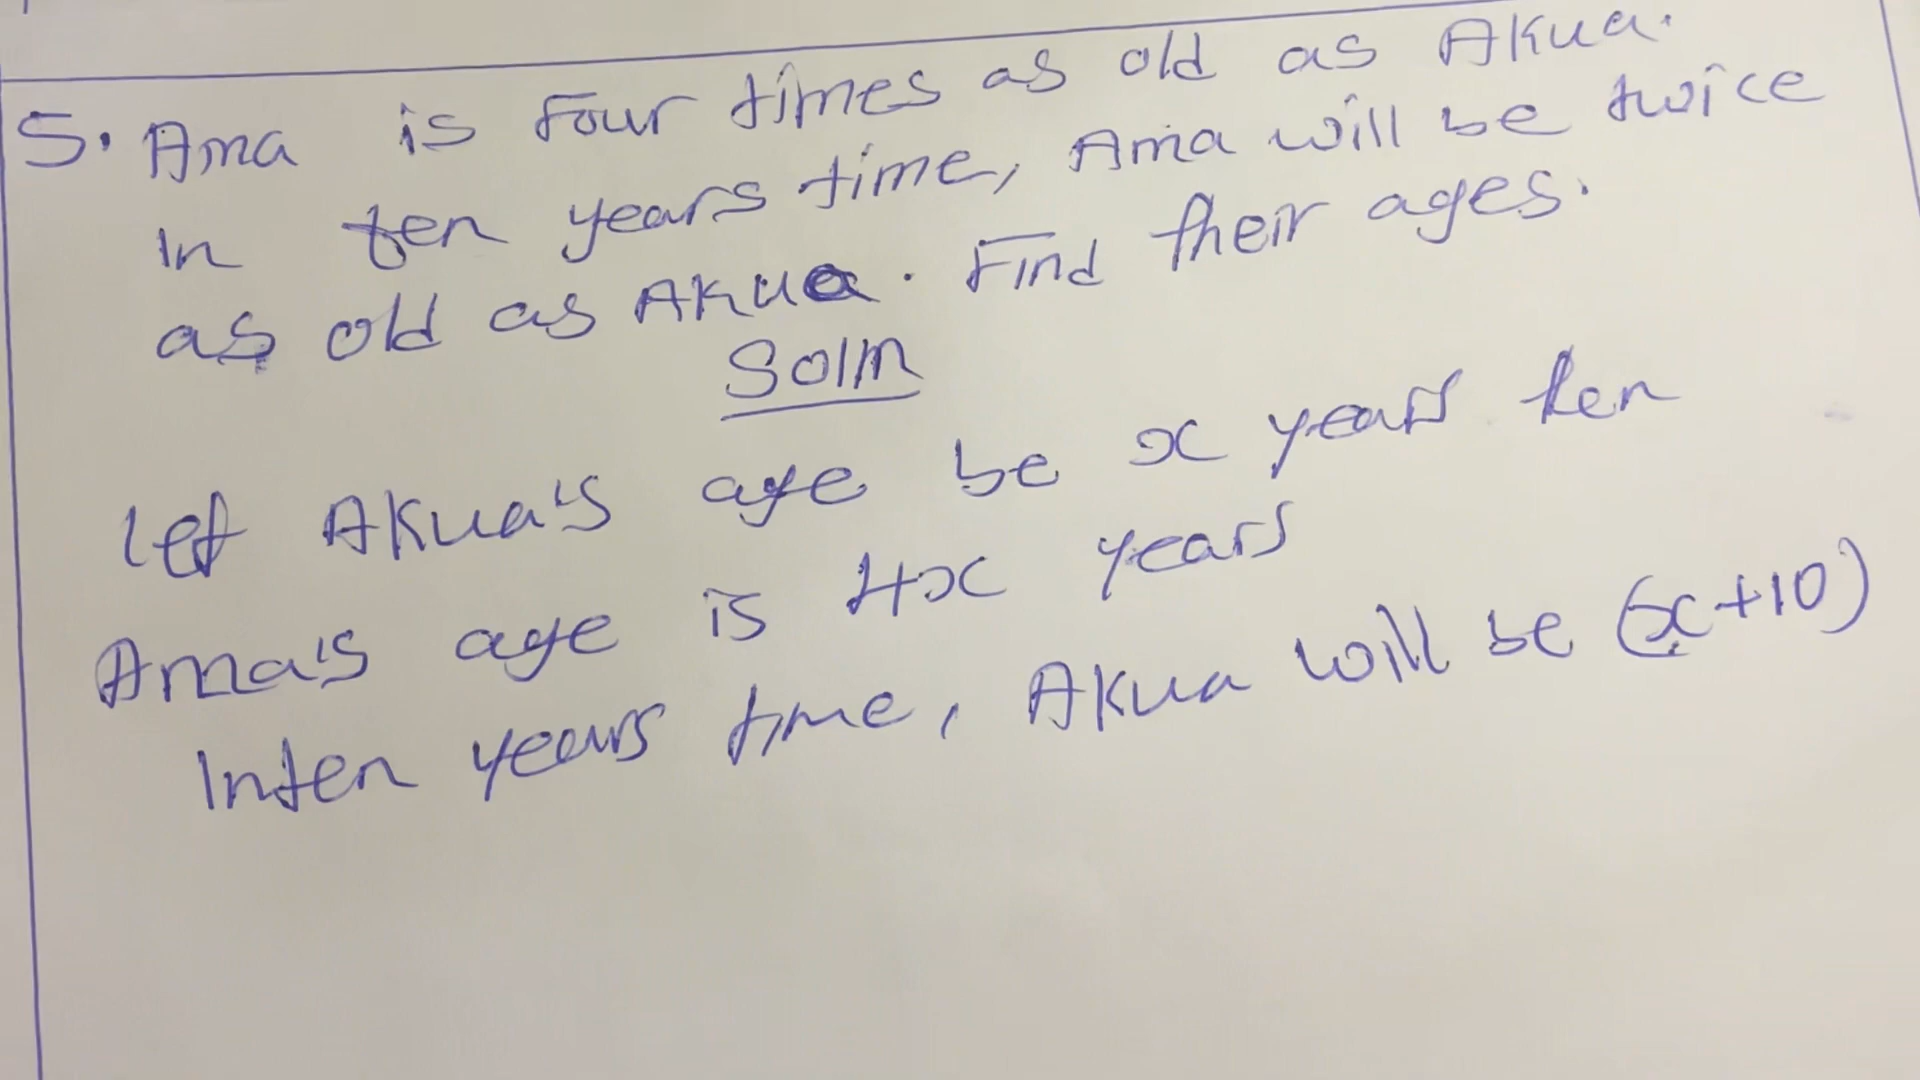 5. Ama is Four times as old as Akua.
In ten years time, Ama will be twice
as old as Akua. Find their ages.
Soln
let Akua's age be x years then
Ama's age is 4x years
Inten years time, Akua will be (x+10)